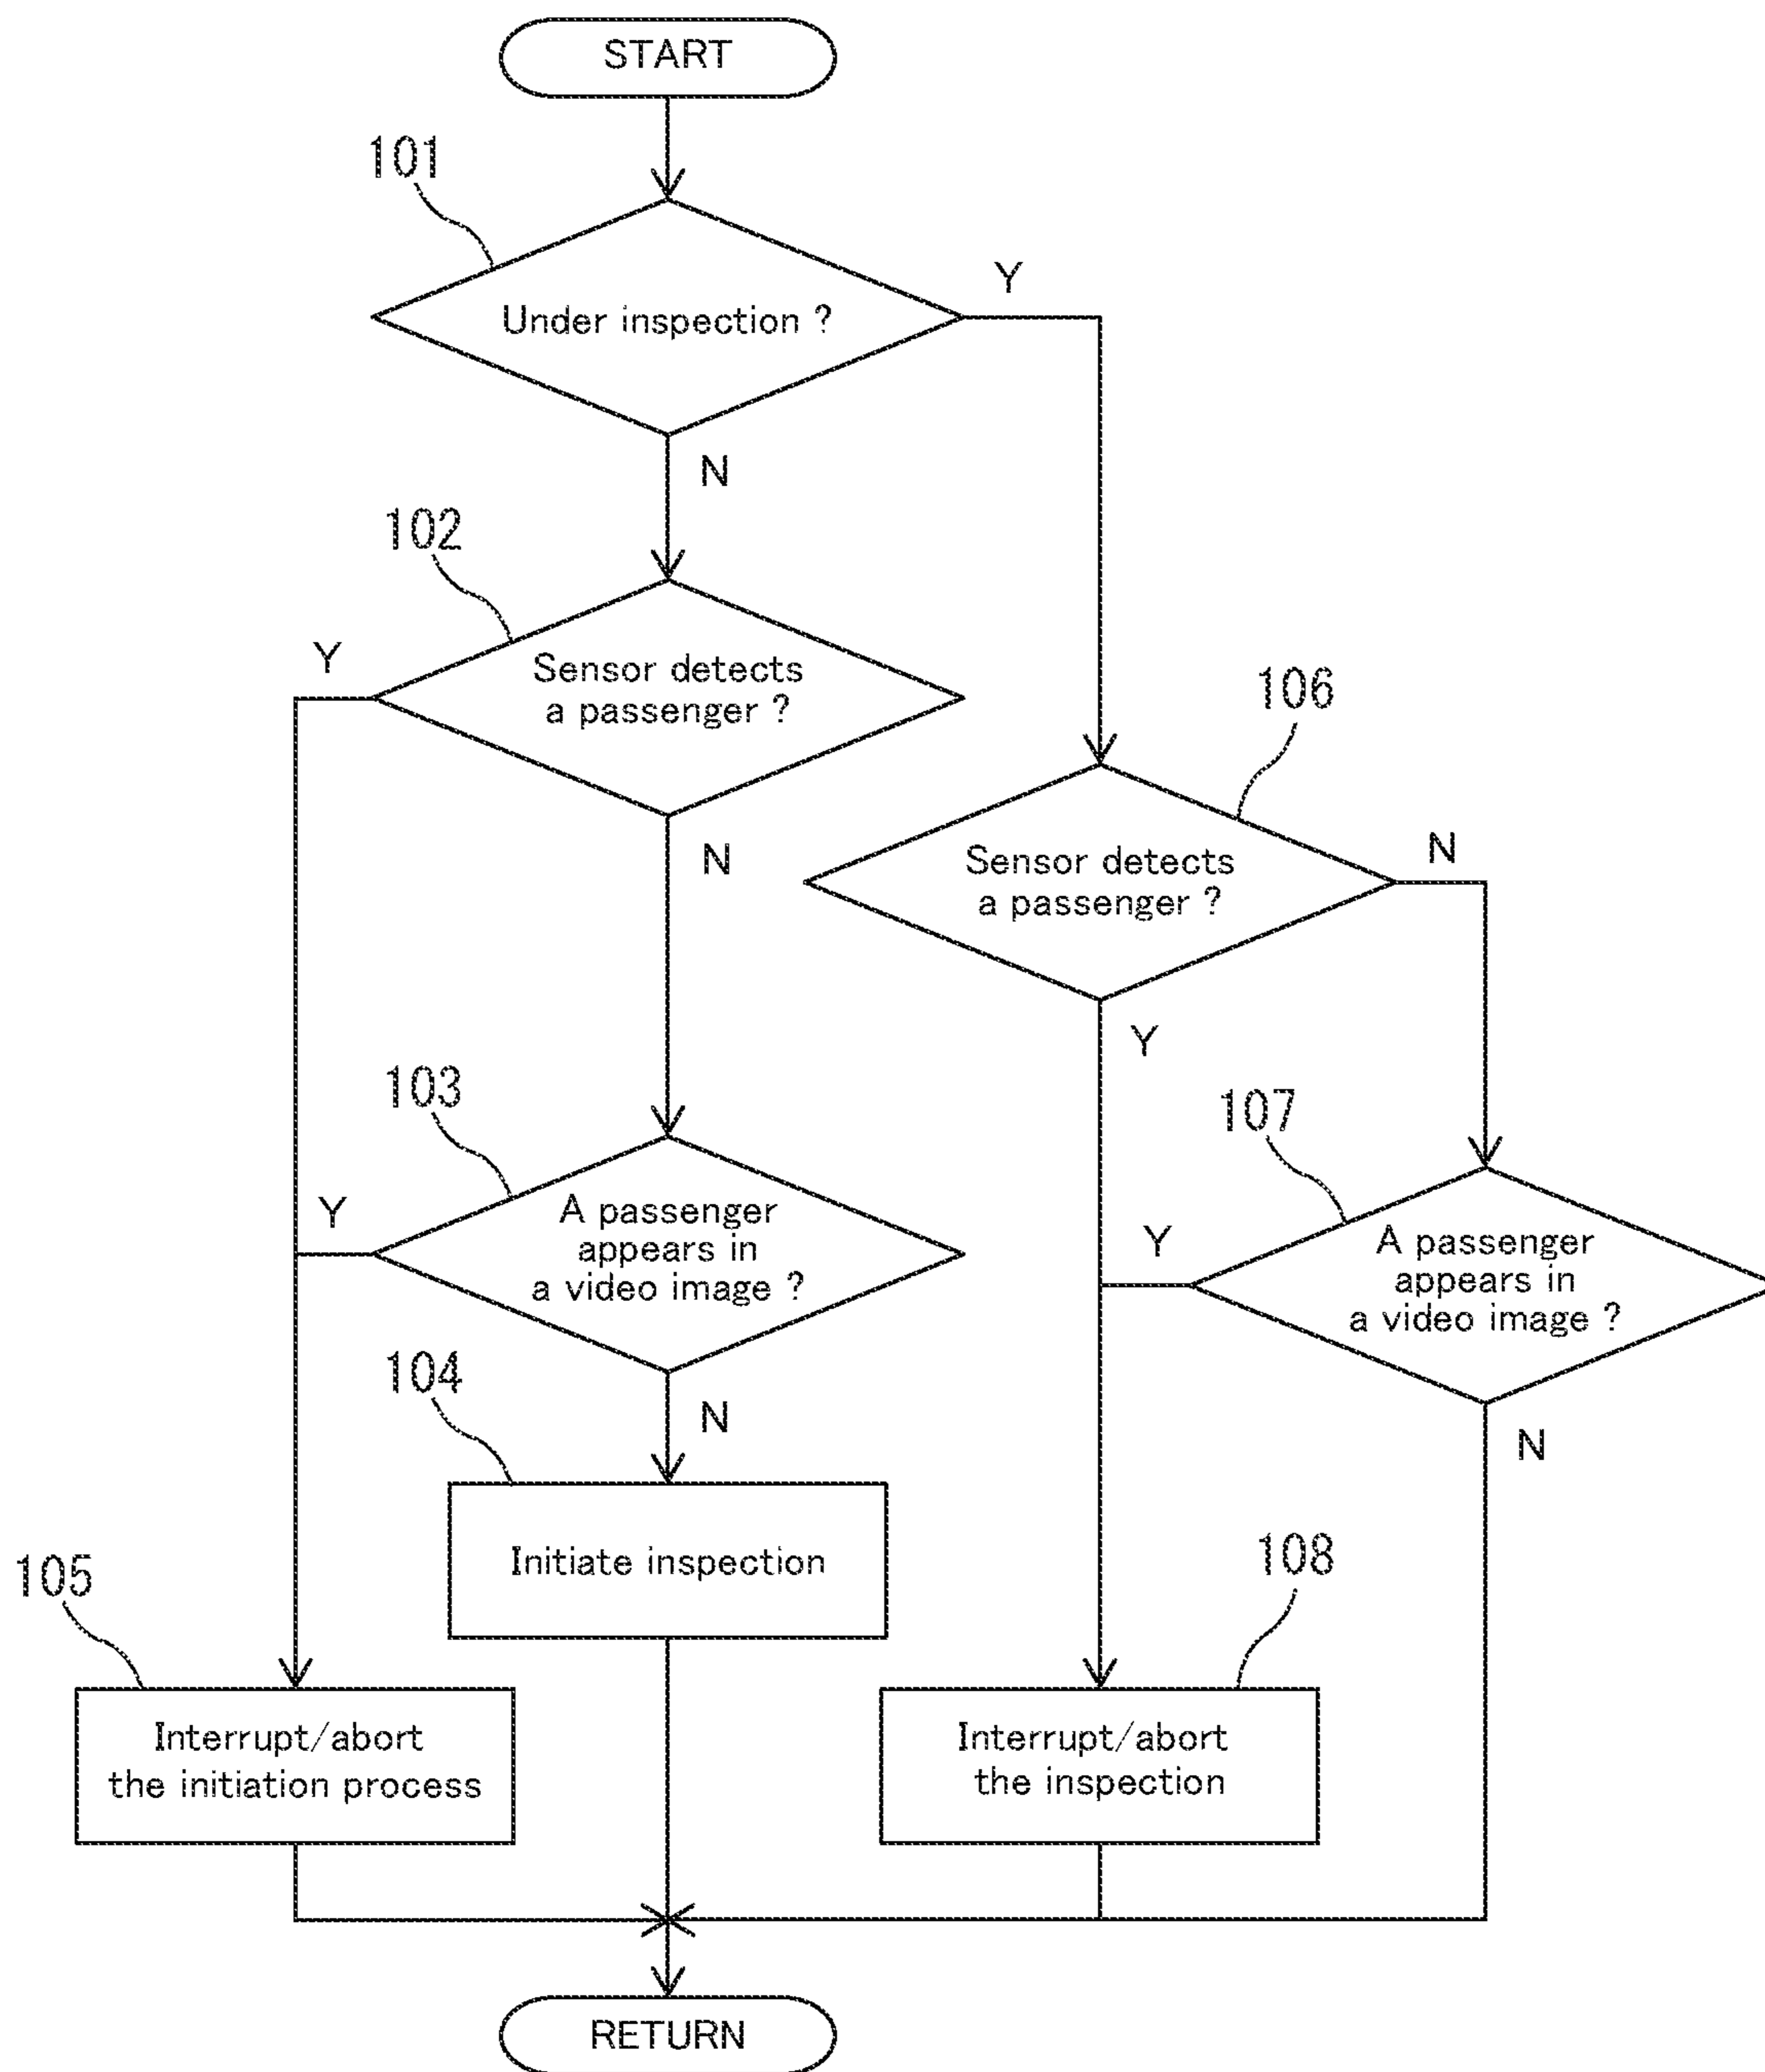 START
101
Under inspection ?
Y
N
102
Y
Sensor detects
a passenger ?
N
106
Sensor detects
a passenger ?
N
Y
103
Y
A passenger
appears in
a video image ?
N
107
Y
A passenger
appears in
a video image ?
N
104
Initiate inspection
105
Interrupt/abort
the initiation process
108
Interrupt/abort
the inspection
RETURN